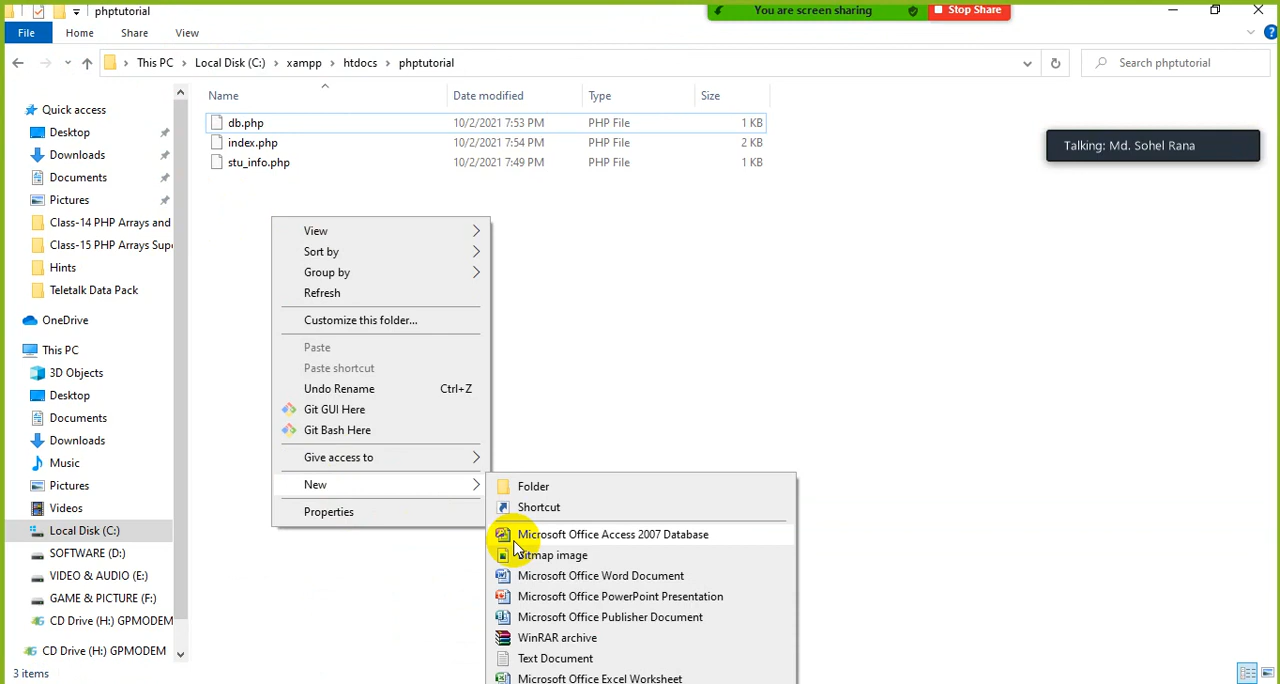 phptutorial
You are screen sharing
Stop Share
File Home Share View
This PC Local Disk (C:) xampp htdocs phptutorial
Search phptutorial
Name Date modified Type Size
db.php 10/2/2021 7:53 PM PHP File 1 KB
index.php 10/2/2021 7:54 PM PHP File 2 KB
stu_info.php 10/2/2021 7:49 PM PHP File 1 KB
Talking: Md. Sohel Rana
Quick access
Desktop
Downloads
Documents
Pictures
Class-14 PHP Arrays and
Class-15 PHP Arrays Sup
Hints
Teletalk Data Pack
OneDrive
This PC
3D Objects
Desktop
Documents
Downloads
Music
Pictures
Videos
Local Disk (C:)
SOFTWARE (D:)
VIDEO & AUDIO (E:)
GAME & PICTURE (F:)
CD Drive (H:) GPMODEM
CD Drive (H:) GPMODEM
3 items
View
Sort by
Group by
Refresh
Customize this folder...
Paste
Paste shortcut
Undo Rename Ctrl+Z
Git GUI Here
Git Bash Here
Give access to
New
Properties
Folder
Shortcut
Microsoft Office Access 2007 Database
Bitmap image
Microsoft Office Word Document
Microsoft Office PowerPoint Presentation
Microsoft Office Publisher Document
WinRAR archive
Text Document
Microsoft Office Excel Worksheet